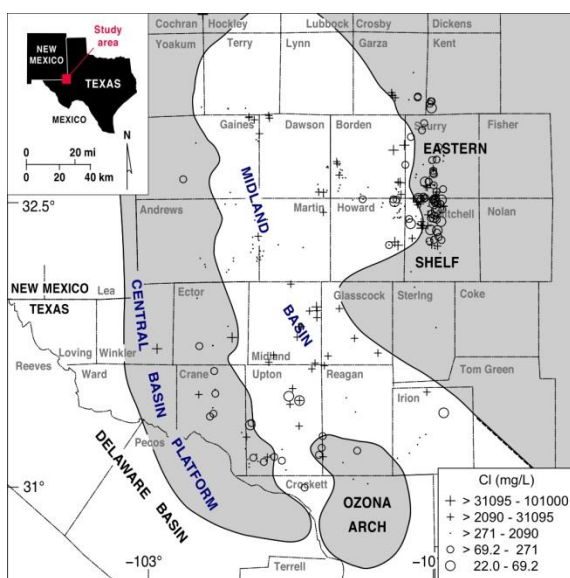 Cochran Hockley Lubbock Crosby Dickens
Yoakum Terry Lynn Garza Kent
Study
area
NEW
MEXICO
TEXAS
MEXICO
N
0 20 mi
0 20 40 km
Gaines Dawson Borden Scurry Fisher
EASTERN
32.5°
Andrews Martin Howard Mitchell Nolan
MIDLAND
SHELF
NEW MEXICO
TEXAS
Lea Ector Glasscock Sterling Coke
CENTRAL
BASIN
Loving Winkler Midland
Reeves Ward Crane Upton Reagan Tom Green
Irion
BASIN
PLATFORM
Pecos
DELAWARE BASIN
31°
Crockett
OZONA
ARCH
-103° -10
Terrell
Cl (mg/L)
+ > 31095 - 101000
+ > 2090 - 31095
· > 271 - 2090
○ > 69.2 - 271
○ 22.0 - 69.2